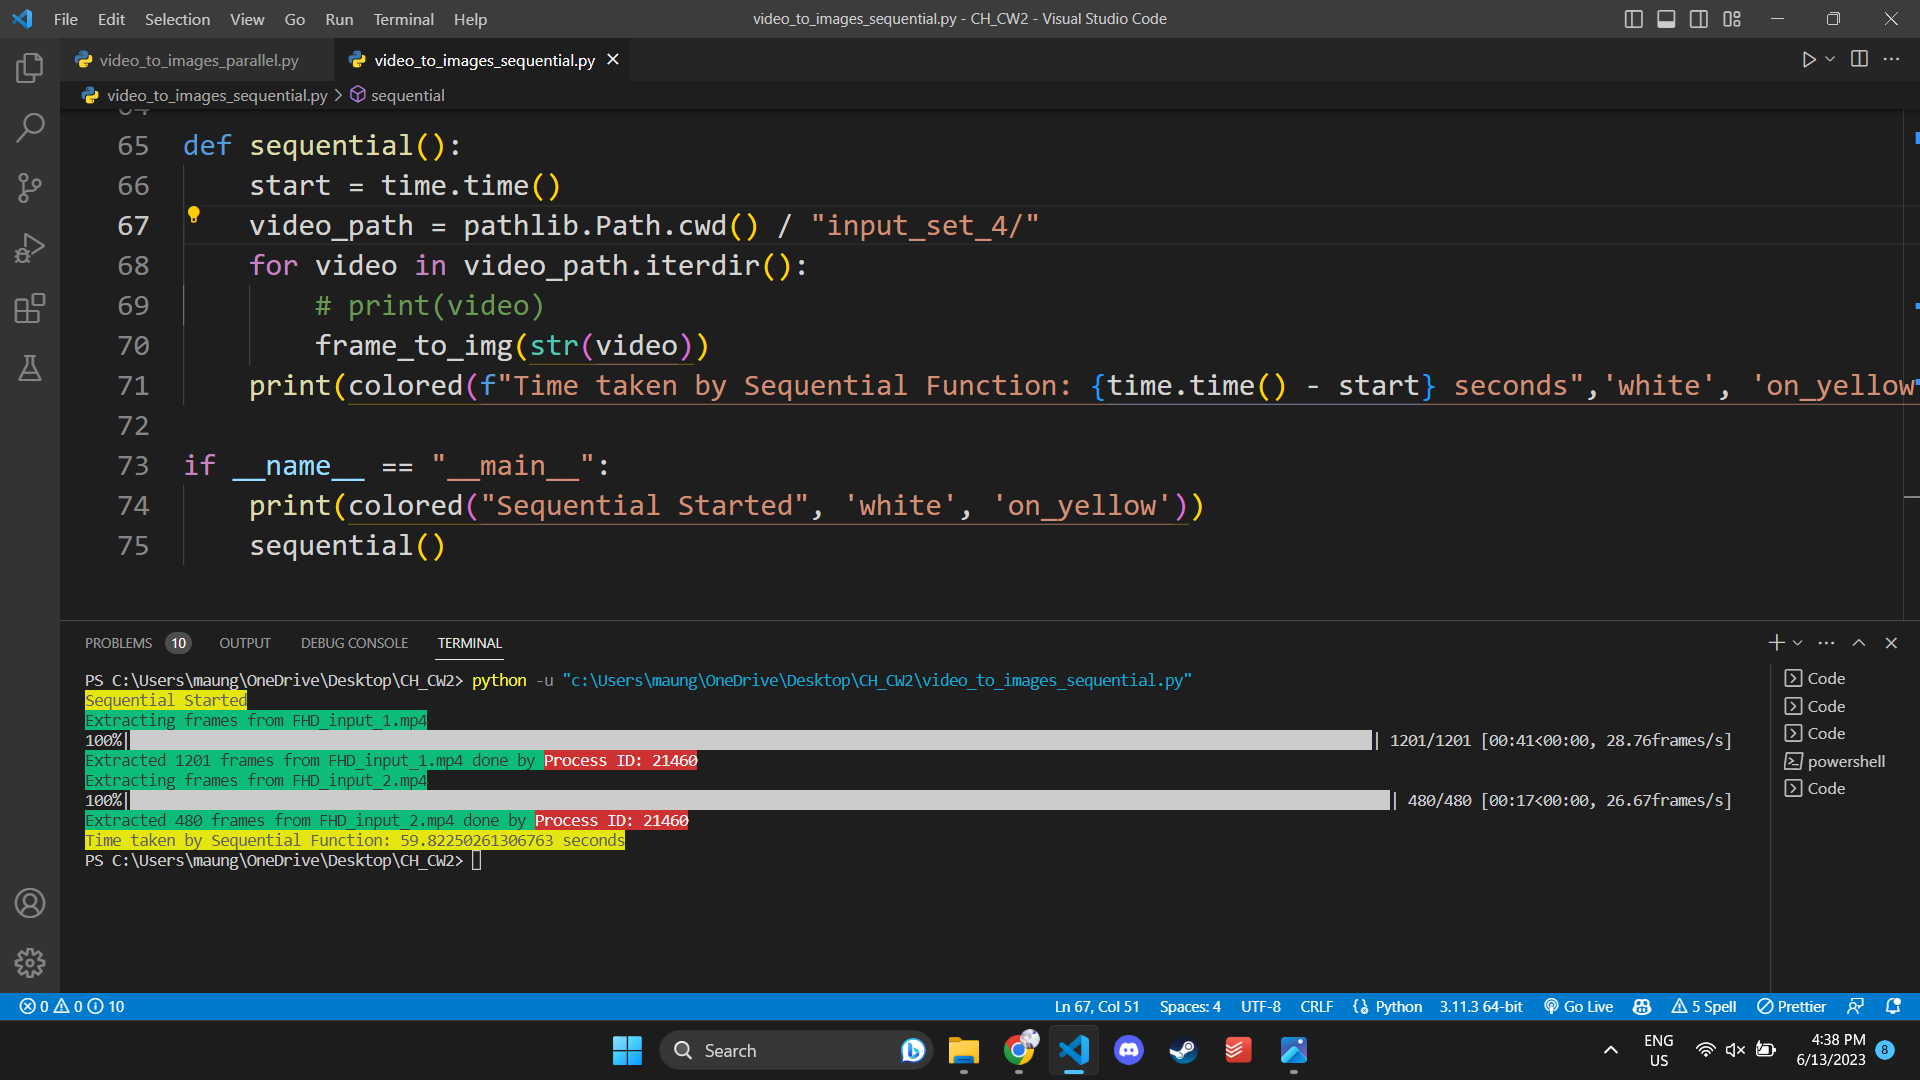 File Edit Selection View Go Run Terminal Help
video_to_images_sequential.py - CH_CW2 - Visual Studio Code
video_to_images_parallel.py
video_to_images_sequential.py
video_to_images_sequential.py > sequential
65 def sequential():
66 start = time.time()
67 video_path = pathlib.Path.cwd() / "input_set_4/"
68 for video in video_path.iterdir():
69 # print(video)
70 frame_to_img(str(video))
71 print(colored(f"Time taken by Sequential Function: {time.time() - start} seconds",'white', 'on_yellow
72
73 if __name__ == "__main__":
74 print(colored("Sequential Started", 'white', 'on_yellow'))
75 sequential()
PROBLEMS 10 OUTPUT DEBUG CONSOLE TERMINAL
PS C:\Users\maung\OneDrive\Desktop\CH_CW2> python -u "c:\Users\maung\OneDrive\Desktop\CH_CW2\video_to_images_sequential.py"
Sequential Started
Extracting frames from FHD_input_1.mp4
100%| | 1201/1201 [00:41<00:00, 28.76frames/s]
Extracted 1201 frames from FHD_input_1.mp4 done by Process ID: 21460
Extracting frames from FHD_input_2.mp4
100%| | 480/480 [00:17<00:00, 26.67frames/s]
Extracted 480 frames from FHD_input_2.mp4 done by Process ID: 21460
Time taken by Sequential Function: 59.82250261306763 seconds
PS C:\Users\maung\OneDrive\Desktop\CH_CW2>
Code
Code
Code
powershell
Code
0 0 10
Ln 67, Col 51 Spaces: 4 UTF-8 CRLF Python 3.11.3 64-bit Go Live 5 Spell Prettier
Search
ENG
US
4:38 PM
6/13/2023
8